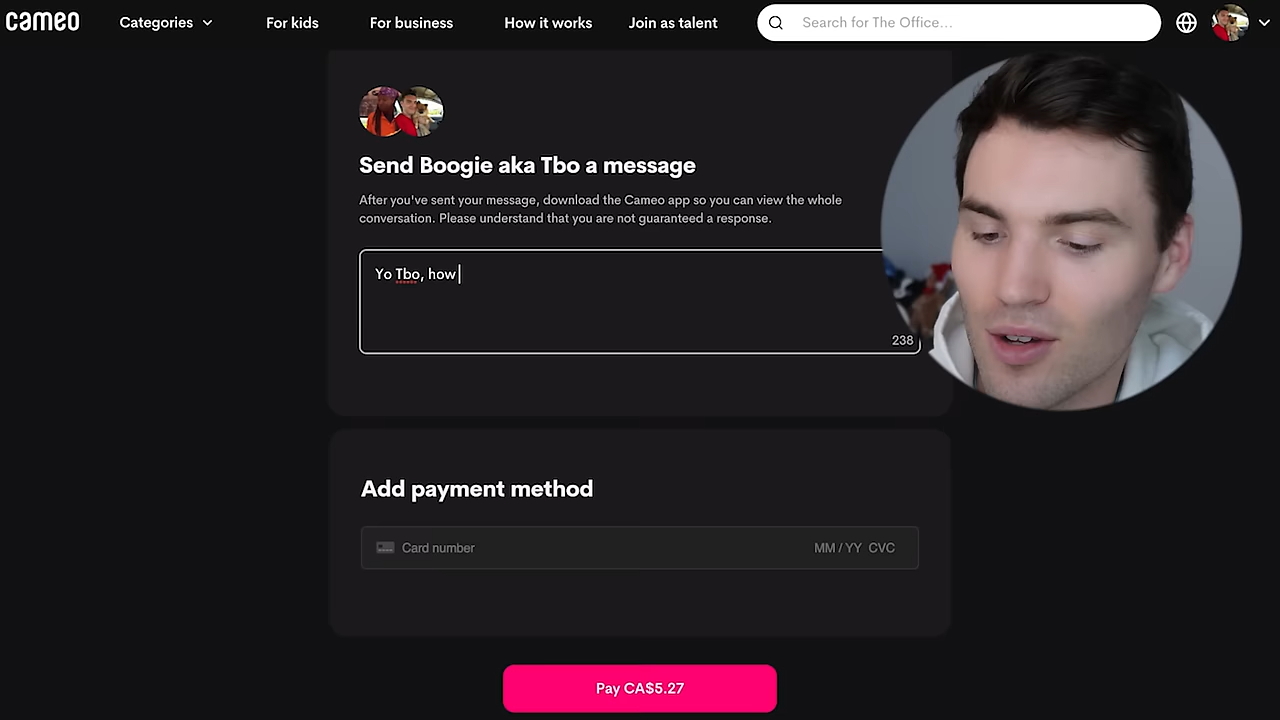 cameo Categories For kids For business How it works Join as talent Search for The Office...
Send Boogie aka Tbo a message
After you've sent your message, download the Cameo app so you can view the whole
conversation. Please understand that you are not guaranteed a response.
Yo Tbo, how
238
Add payment method
Card number MM / YY CVC
Pay CA$5.27